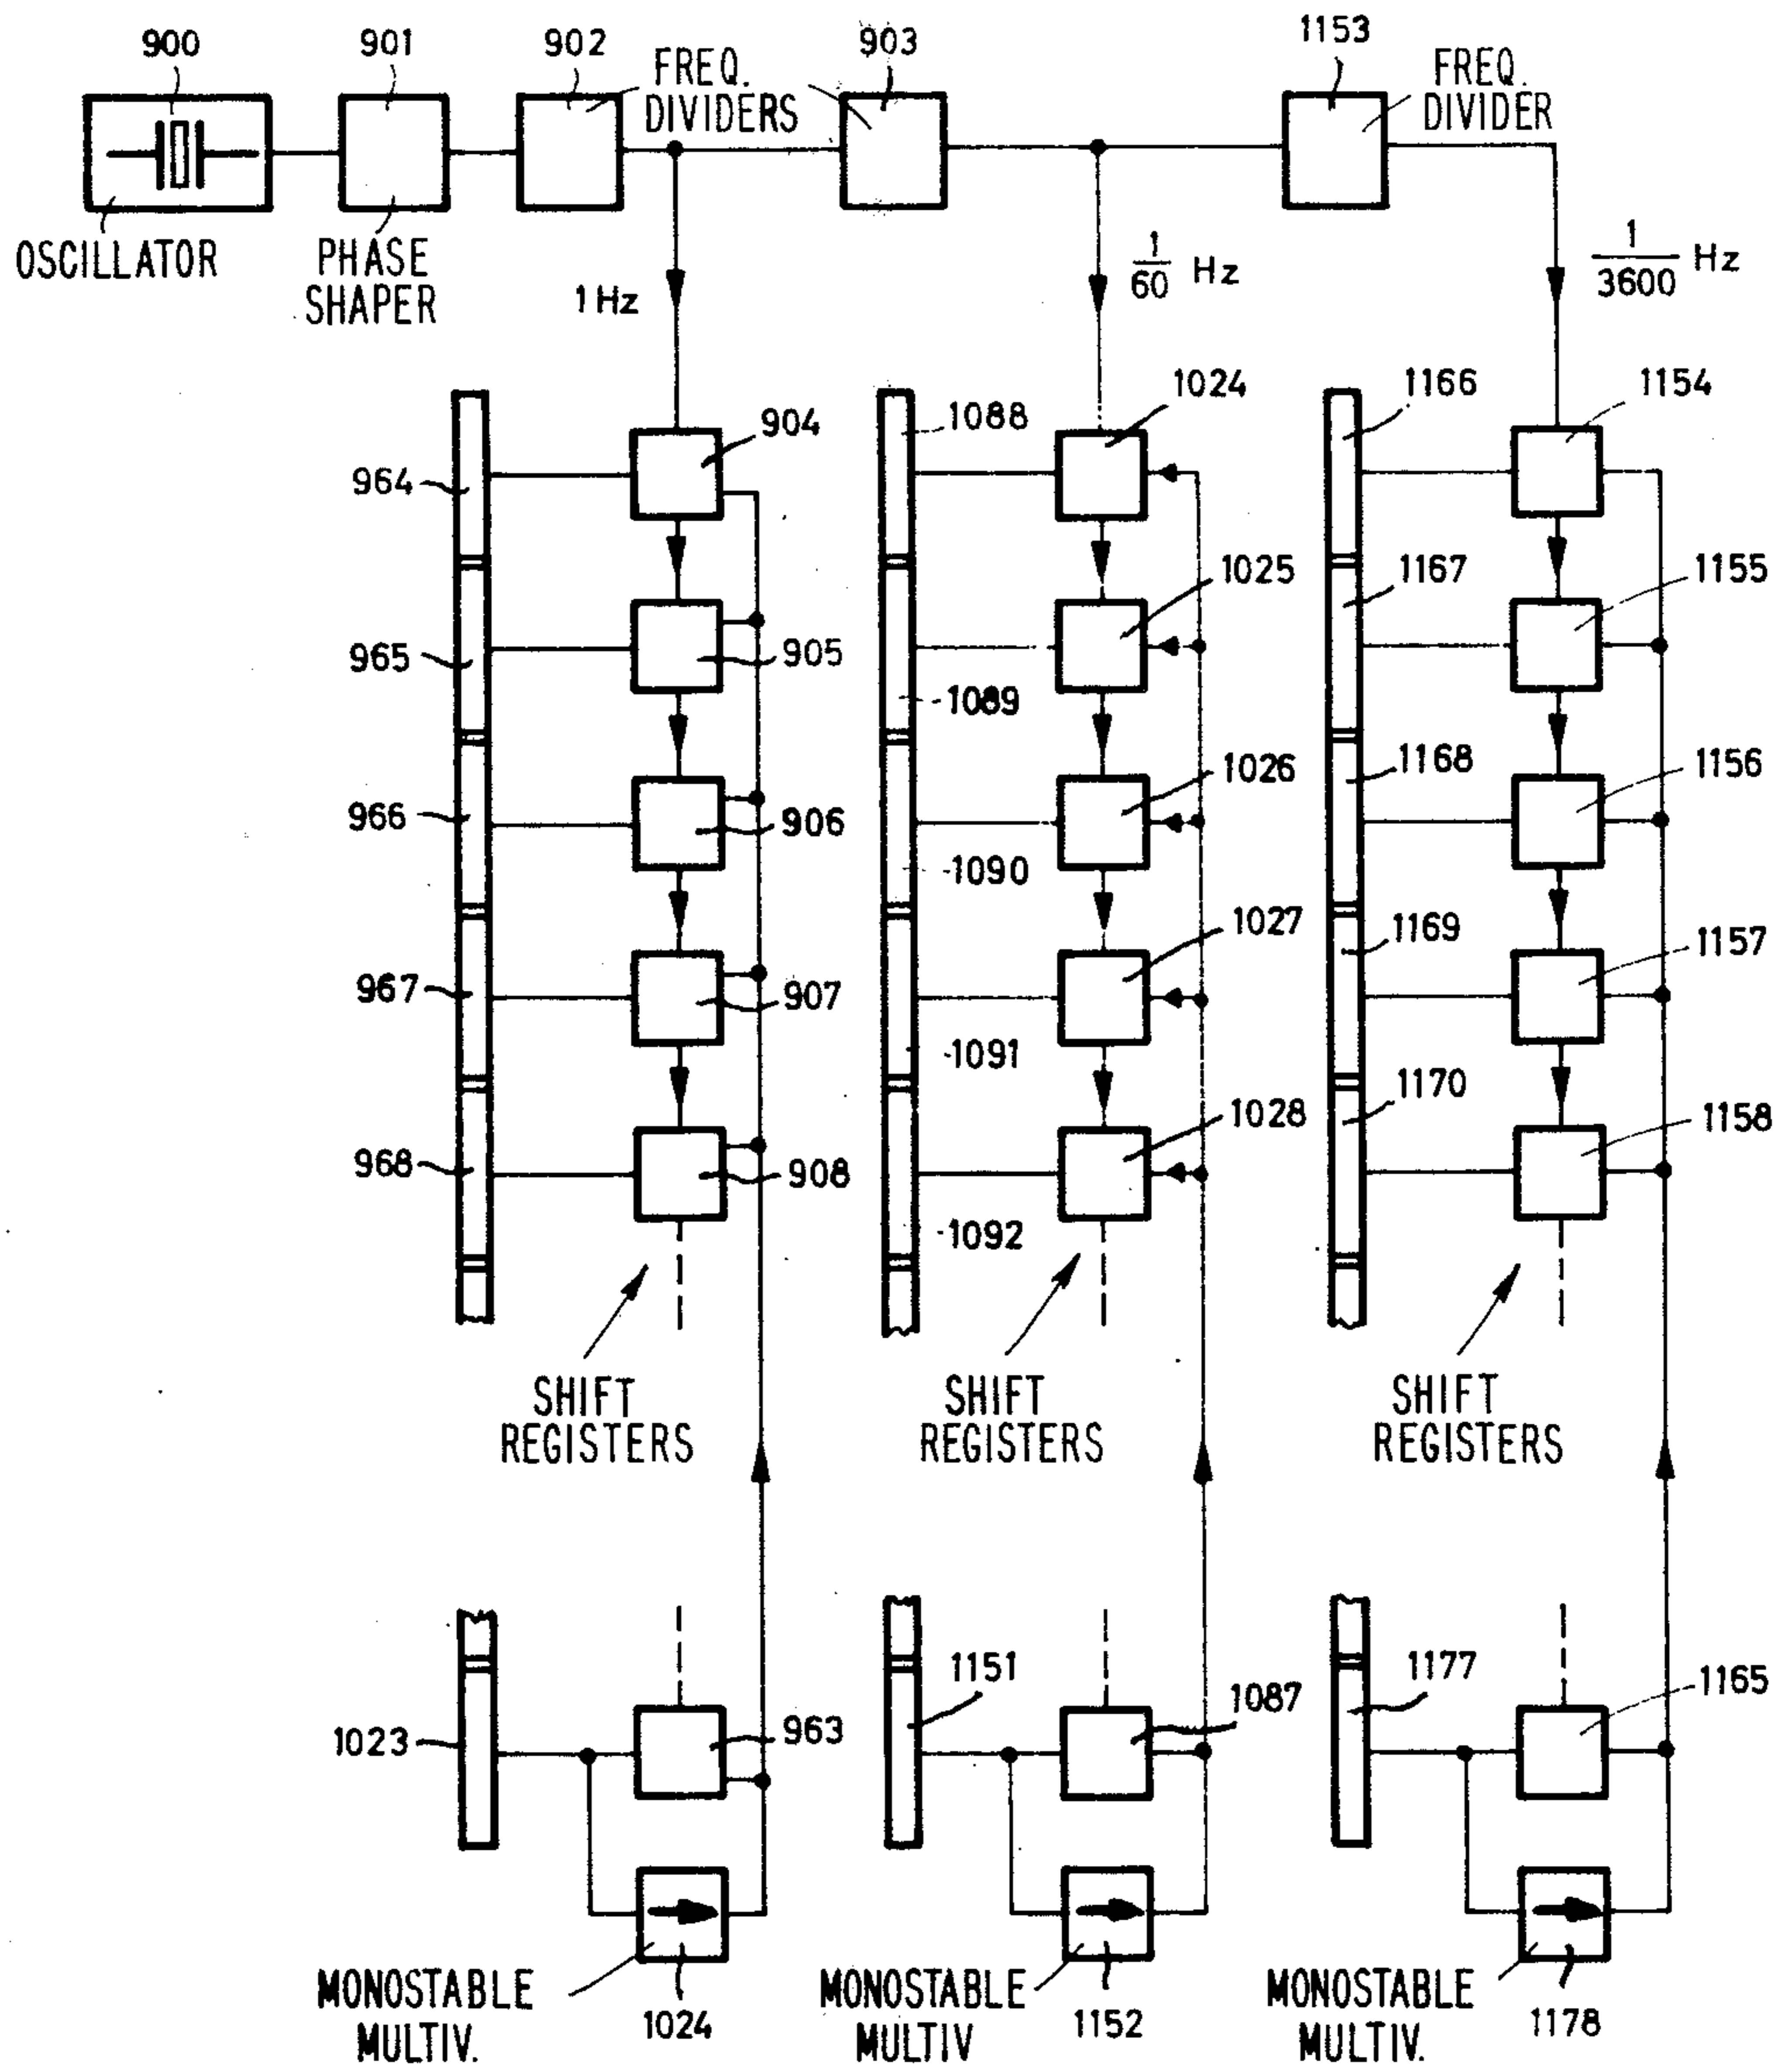 900
901
902
FREQ.
DIVIDERS
903
1153
FREQ.
DIVIDER
OSCILLATOR
PHASE
SHAPER
1 Hz
1
60 Hz
1
3600 Hz
964
904
1088
1024
1166
1154
965
905
1089
1025
1167
1155
966
906
1090
1026
1168
1156
967
907
1091
1027
1169
1157
968
908
1092
1028
1170
1158
SHIFT
REGISTERS
SHIFT
REGISTERS
SHIFT
REGISTERS
1023
963
1151
1087
1177
1165
MONOSTABLE
MULTIV.
1024
MONOSTABLE
MULTIV
1152
MONOSTABLE
MULTIV.
1178